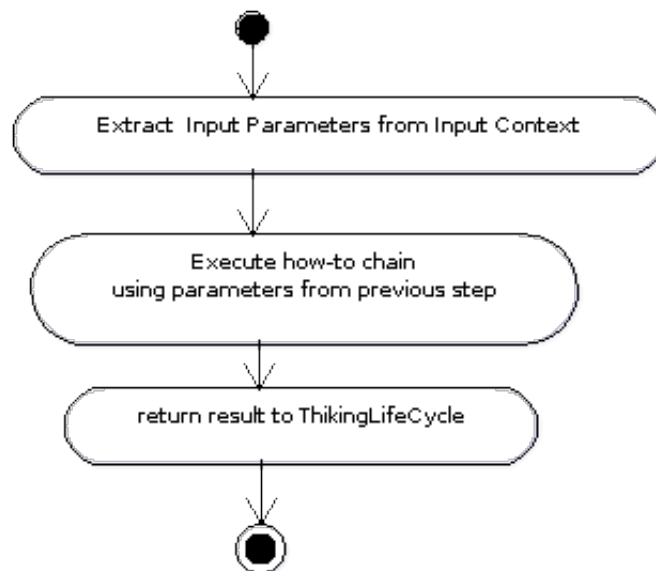 Extract Input Parameters from Input Context
Execute how-to chain
using parameters from previous step
return result to ThikingLifeCycle